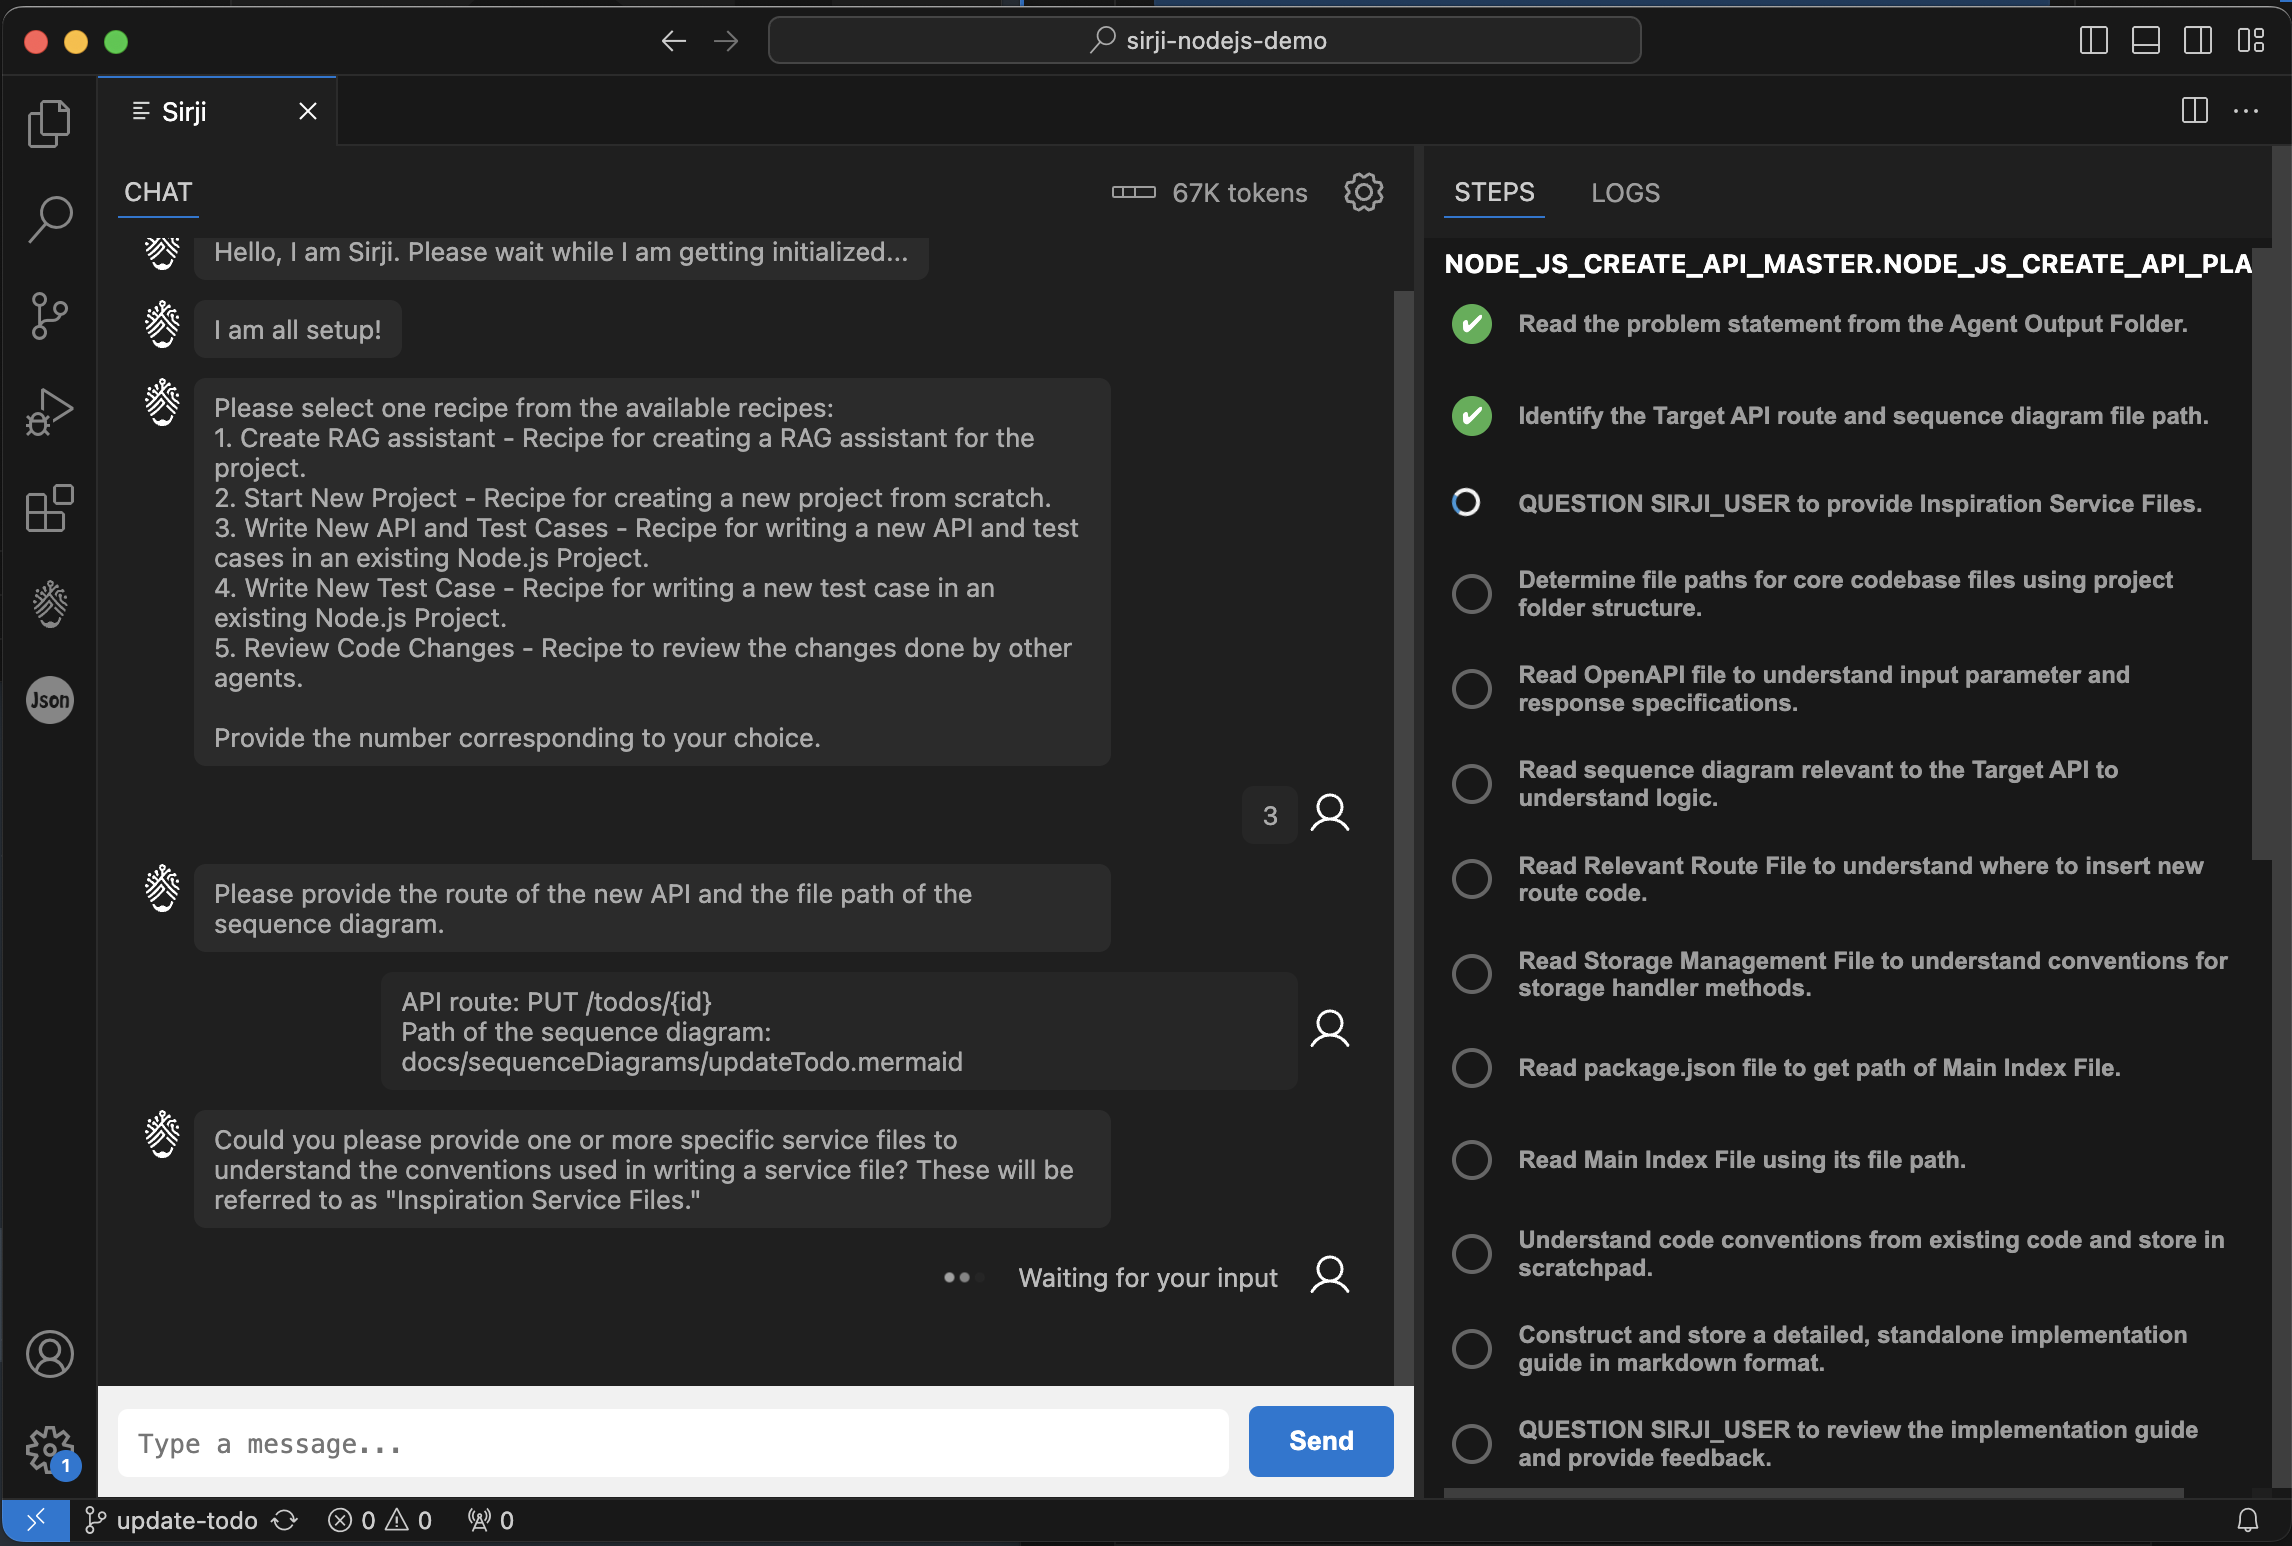 sirji-nodejs-demo
Sirji
CHAT
67K tokens
Hello, I am Sirji. Please wait while I am getting initialized...
I am all setup!
Please select one recipe from the available recipes:
1. Create RAG assistant - Recipe for creating a RAG assistant for the
project.
2. Start New Project - Recipe for creating a new project from scratch.
3. Write New API and Test Cases - Recipe for writing a new API and test
cases in an existing Node.js Project.
4. Write New Test Case - Recipe for writing a new test case in an
existing Node.js Project.
5. Review Code Changes - Recipe to review the changes done by other
agents.
Provide the number corresponding to your choice.
3
Please provide the route of the new API and the file path of the
sequence diagram.
API route: PUT /todos/{id}
Path of the sequence diagram:
docs/sequenceDiagrams/updateTodo.mermaid
Could you please provide one or more specific service files to
understand the conventions used in writing a service file? These will be
referred to as "Inspiration Service Files."
Waiting for your input
Type a message...
Send
STEPS
LOGS
NODE_JS_CREATE_API_MASTER.NODE_JS_CREATE_API_PLA
Read the problem statement from the Agent Output Folder.
Identify the Target API route and sequence diagram file path.
QUESTION SIRJI_USER to provide Inspiration Service Files.
Determine file paths for core codebase files using project
folder structure.
Read OpenAPI file to understand input parameter and
response specifications.
Read sequence diagram relevant to the Target API to
understand logic.
Read Relevant Route File to understand where to insert new
route code.
Read Storage Management File to understand conventions for
storage handler methods.
Read package.json file to get path of Main Index File.
Read Main Index File using its file path.
Understand code conventions from existing code and store in
scratchpad.
Construct and store a detailed, standalone implementation
guide in markdown format.
QUESTION SIRJI_USER to review the implementation guide
and provide feedback.
Json
1
update-todo
0
0
0